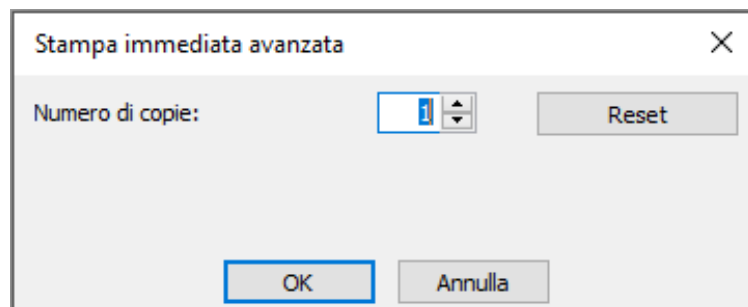 Stampa immediata avanzata
Numero di copie: 1 Reset
OK Annulla